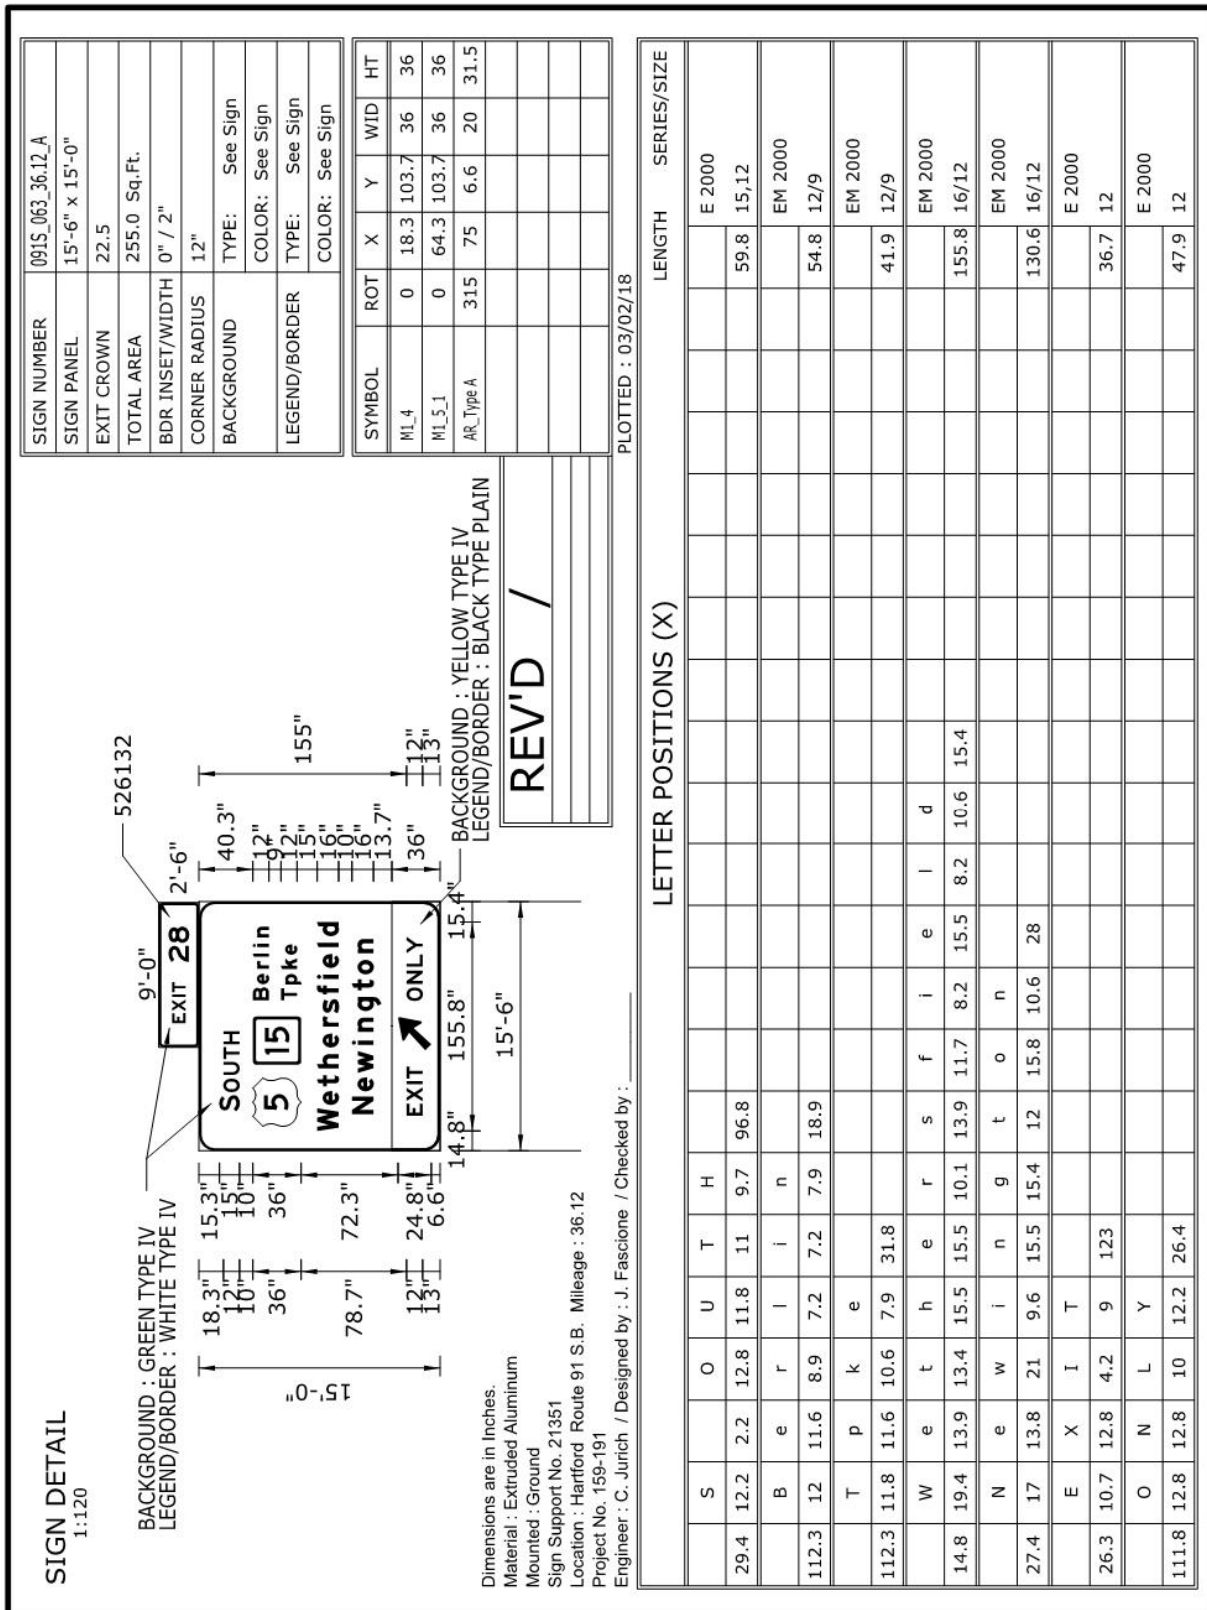 SIGN DETAIL
1:120
BACKGROUND : GREEN TYPE IV
LEGEND/BORDER : WHITE TYPE IV
526132
9'-0"
2'-6"
EXIT 28
SOUTH
5 15 Berlin
Tpke
Wethersfield
Newington
EXIT ONLY
15'-0"
18.3"
12"
10"
36"
78.7"
12"
13"
15.3"
15"
10"
36"
72.3"
24.8"
6.6"
40.3"
12"
9"
12"
15"
16"
10"
16"
13.7"
36"
155"
12"
13"
14.8" 155.8" 15.4"
15'-6"
BACKGROUND : YELLOW TYPE IV
LEGEND/BORDER : BLACK TYPE PLAIN
Dimensions are in Inches.
Material : Extruded Aluminum
Mounted : Ground
Sign Support No. 21351
Location : Hartford Route 91 S.B. Mileage : 36.12
Project No. 159-191
Engineer : C. Jurich / Designed by : J. Fascione / Checked by : ________
REV'D /
SIGN NUMBER 091S_063_36.12_A
SIGN PANEL 15'-6" x 15'-0"
EXIT CROWN 22.5
TOTAL AREA 255.0 Sq.Ft.
BDR INSET/WIDTH 0" / 2"
CORNER RADIUS 12"
BACKGROUND TYPE: See Sign
COLOR: See Sign
LEGEND/BORDER TYPE: See Sign
COLOR: See Sign
SYMBOL ROT X Y WID HT
M1_4 0 18.3 103.7 36 36
M1_5_1 0 64.3 103.7 36 36
AR_Type A 315 75 6.6 20 31.5
PLOTTED : 03/02/18
LETTER POSITIONS (X)
LENGTH SERIES/SIZE
S O U T H E 2000
29.4 12.2 2.2 12.8 11.8 11 9.7 96.8 59.8 15,12
B e r l i n EM 2000
112.3 12 11.6 8.9 7.2 7.2 7.9 18.9 54.8 12/9
T p k e EM 2000
112.3 11.8 11.6 10.6 7.9 31.8 41.9 12/9
W e t h e r s f i e l d EM 2000
14.8 19.4 13.9 13.4 15.5 15.5 10.1 13.9 11.7 8.2 15.5 8.2 10.6 15.4 155.8 16/12
N e w i n g t o n EM 2000
27.4 17 13.8 21 9.6 15.5 15.4 12 15.8 10.6 28 130.6 16/12
E X I T E 2000
26.3 10.7 12.8 4.2 9 123 36.7 12
O N L Y E 2000
111.8 12.8 12.8 10 12.2 26.4 47.9 12